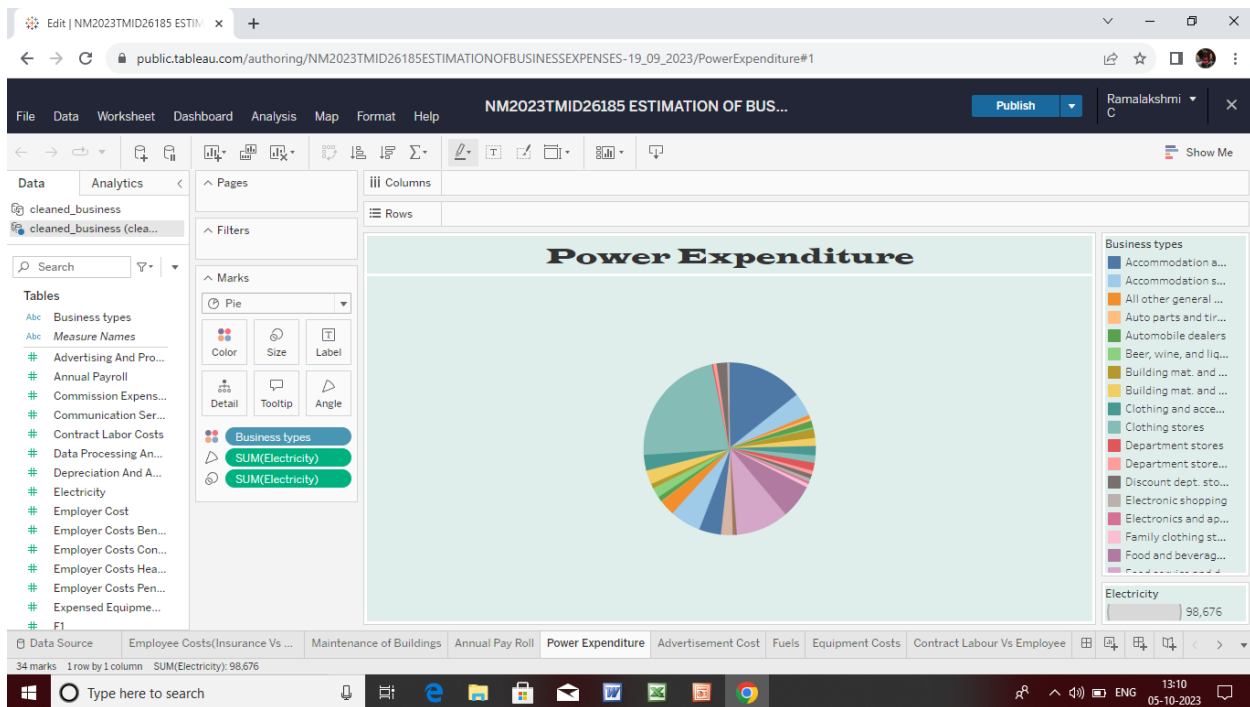 Edit | NM2023TMID26185 ESTIM
public.tableau.com/authoring/NM2023TMID26185ESTIMATIONOFBUSINESSEXPENSES-19_09_2023/PowerExpenditure#1
NM2023TMID26185 ESTIMATION OF BUS...
Publish
Ramalakshmi C
File Data Worksheet Dashboard Analysis Map Format Help
Show Me
Data Analytics
cleaned_business
cleaned_business (clea...
Search
Tables
Abc Business types
Abc Measure Names
# Advertising And Pro...
# Annual Payroll
# Commission Expens...
# Communication Ser...
# Contract Labor Costs
# Data Processing An...
# Depreciation And A...
# Electricity
# Employer Cost
# Employer Costs Ben...
# Employer Costs Con...
# Employer Costs Hea...
# Employer Costs Pen...
# Expensed Equipme...
# F1
Pages
Filters
Marks
Pie
Color Size Label
Detail Tooltip Angle
Business types
SUM(Electricity)
SUM(Electricity)
Columns
Rows
Power Expenditure
Business types
Accommodation a...
Accommodation s...
All other general ...
Auto parts and tir...
Automobile dealers
Beer, wine, and liq...
Building mat. and ...
Building mat. and ...
Clothing and acce...
Clothing stores
Department stores
Department store...
Discount dept. sto...
Electronic shopping
Electronics and ap...
Family clothing st...
Food and beverag...
Food service and d...
Electricity
98,676
Data Source Employee Costs(Insurance Vs ... Maintenance of Buildings Annual Pay Roll Power Expenditure Advertisement Cost Fuels Equipment Costs Contract Labour Vs Employee
34 marks 1 row by 1 column SUM(Electricity): 98,676
Type here to search
ENG
13:10
05-10-2023